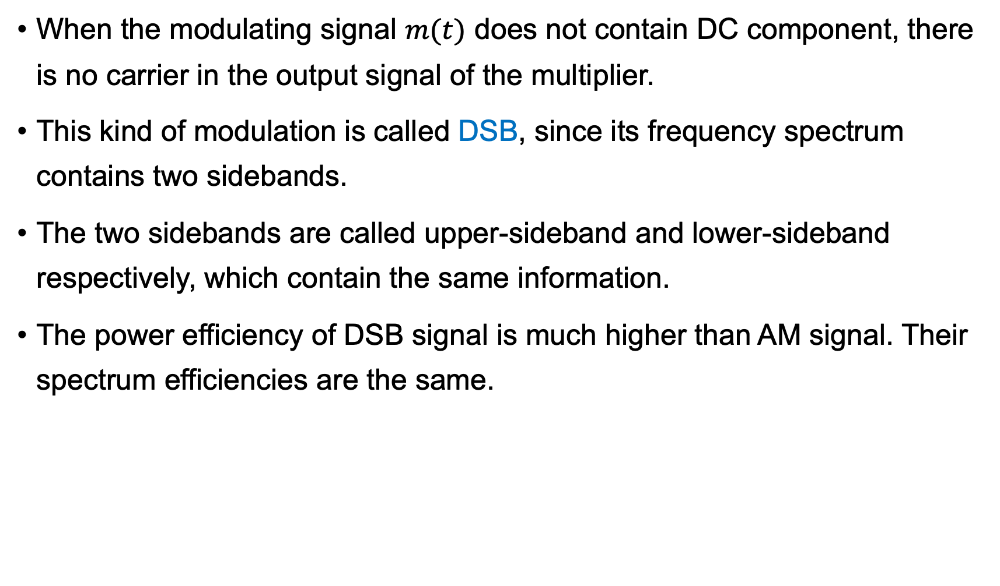 • When the modulating signal 𝑚(𝑡) does not contain DC component, there
is no carrier in the output signal of the multiplier.
• This kind of modulation is called DSB, since its frequency spectrum
contains two sidebands.
• The two sidebands are called upper-sideband and lower-sideband
respectively, which contain the same information.
• The power efficiency of DSB signal is much higher than AM signal. Their
spectrum efficiencies are the same.